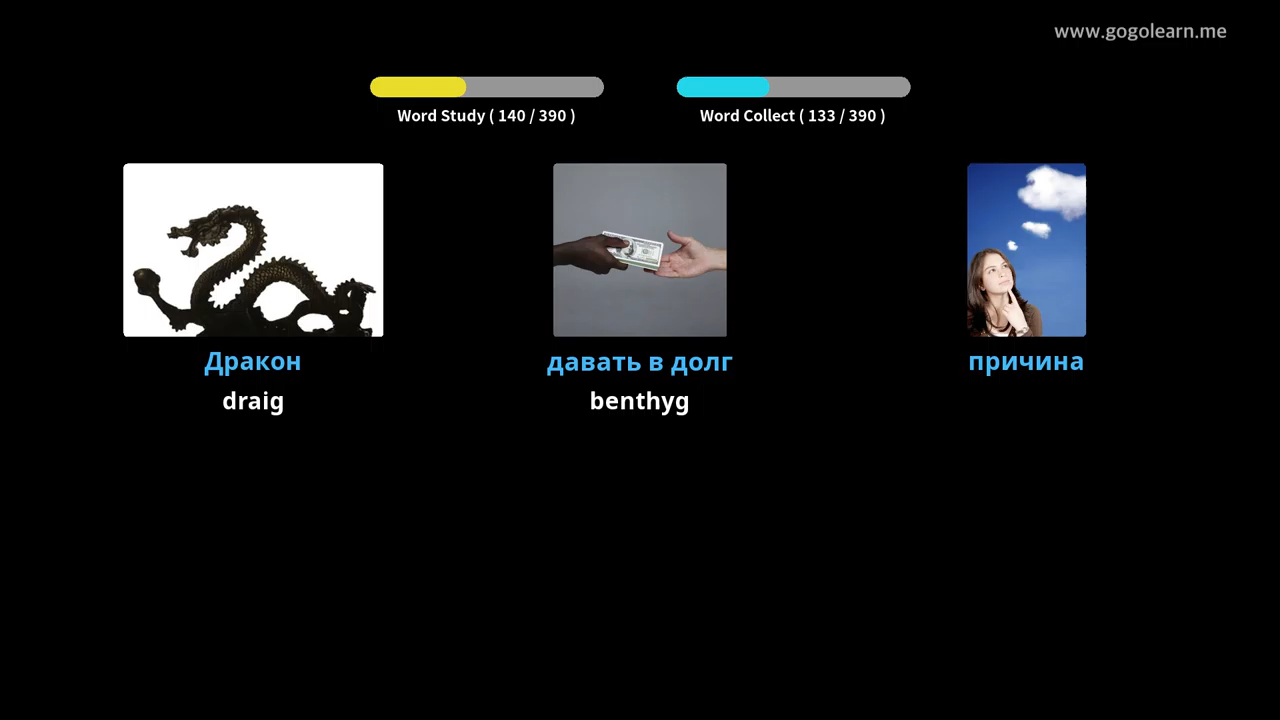 www.gogolearn.me
Word Study ( 140 / 390 )
Word Collect ( 133 / 390 )
Дракон
draig
давать в долг
benthyg
причина